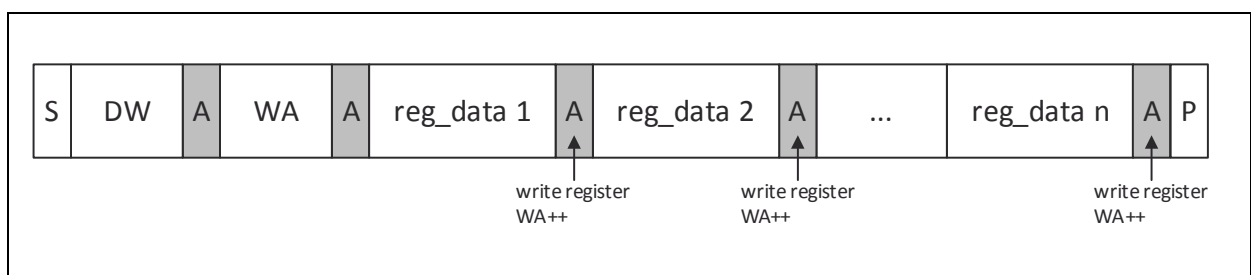 S DW A WA A reg_data 1 A reg_data 2 A ... reg_data n A P
write register write register write register
WA++ WA++ WA++